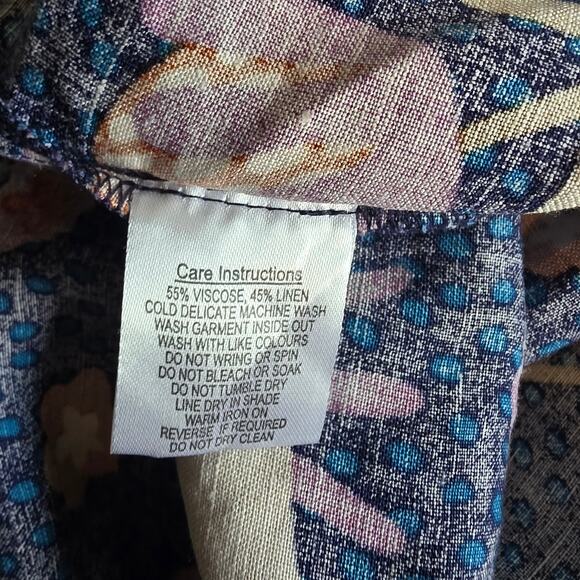 Care Instructions
55% VISCOSE, 45% LINEN
COLD DELICATE MACHINE WASH
WASH GARMENT INSIDE OUT
WASH WITH LIKE COLOURS
DO NOT WRING OR SPIN
DO NOT BLEACH OR SOAK
DO NOT TUMBLE DRY
LINE DRY IN SHADE
WARM IRON ON
REVERSE IF REQUIRED
DO NOT DRY CLEAN